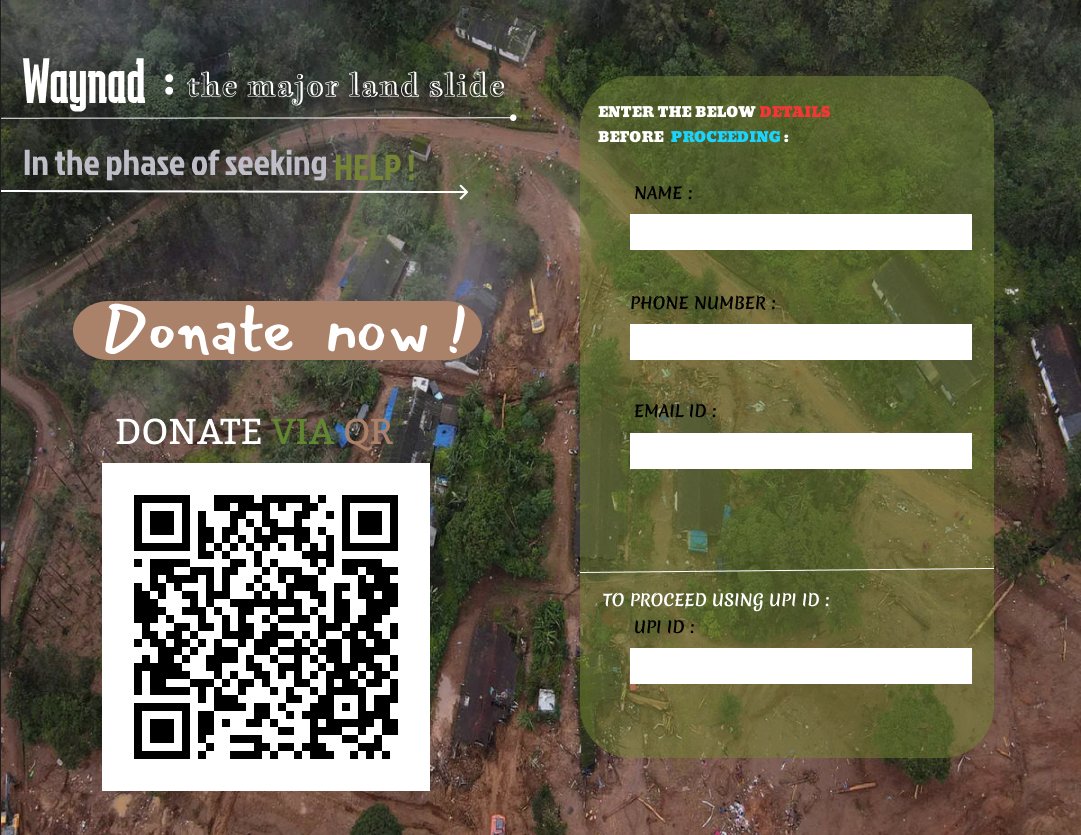 Waynad : the major land slide
In the phase of seeking HELP !
Donate now !
DONATE VIA QR
ENTER THE BELOW DETAILS
BEFORE PROCEEDING :
NAME :
PHONE NUMBER :
EMAIL ID :
TO PROCEED USING UPI ID :
UPI ID :